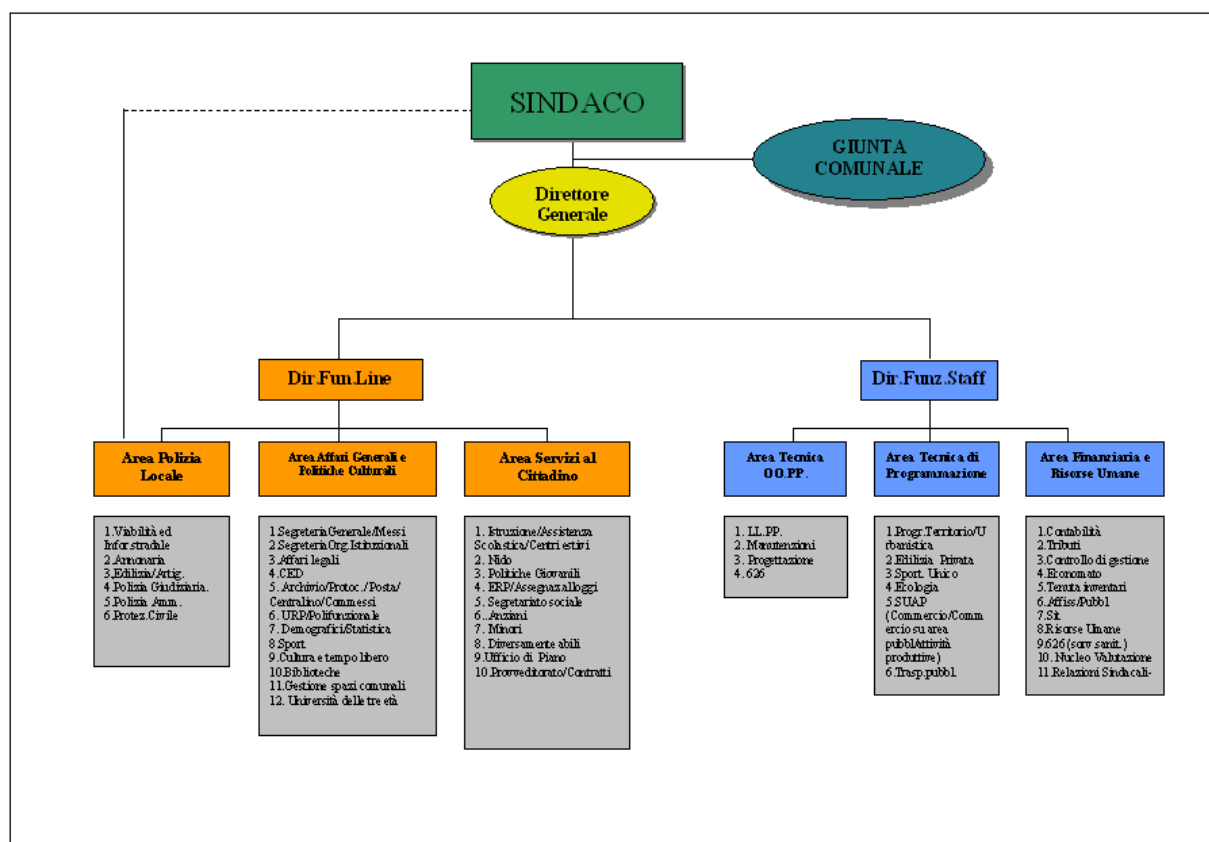 SINDACO
GIUNTA
COMUNALE
Direttore
Generale
Dir.Fun.Line
Dir.Funz.Staff
Area Polizia
Locale
Area Affari Generali e
Politiche Culturali
Area Servizi al
Cittadino
Area Tecnica
OO.PP.
Area Tecnica di
Programmazione
Area Finanziaria e
Risorse Umane
1.Viabilità ed
Infor.stradale
2.Annonaria
3.Edilizia/Artig.
4.Polizia Giudiziaria.
5.Polizia Amm.
6.Protez.Civile
1.Segreteria Generale/Messi
2.Segreteria Org.Istituzionali
3.Affari legali
4.CED
5. Archivio/Protoc./Posta/
Centralino/Commessi
6. URP/Polifunzionale
7. Demografici/Statistica
8.Sport
9.Cultura e tempo libero
10.Biblioteche
11.Gestione spazi comunali
12. Università delle tre età
1. Istruzione/Assistenza
Scolastica/Centri estivi
2. Nido
3. Politiche Giovanili
4. ERP/Assegnaz alloggi
5. Segretariato sociale
6..Anziani
7. Minori
8. Diversamente abili
9.Ufficio di Piano
10.Provveditorato/Contratti
1. LL.PP.
2. Manutenzioni
3. Progettazione
4. 626
1.Progr.Territorio/U
rbanistica
2.Edilizia Privata
3.Sport. Unico
4.Ecologia
5.SUAP
(Commercio/Comm
ercio su area
pubbl/Attività
produttive)
6.Trasp.pubbl.
1.Contabilità
2.Tributi
3.Controllo di gestione
4.Economato
5.Tenuta inventari
6.Affiss/Pubbl
7.Sit
8.Risorse Umane
9.626 (sorv.sanit.)
10. Nucleo Valutazione
11.Relazioni Sindacali-